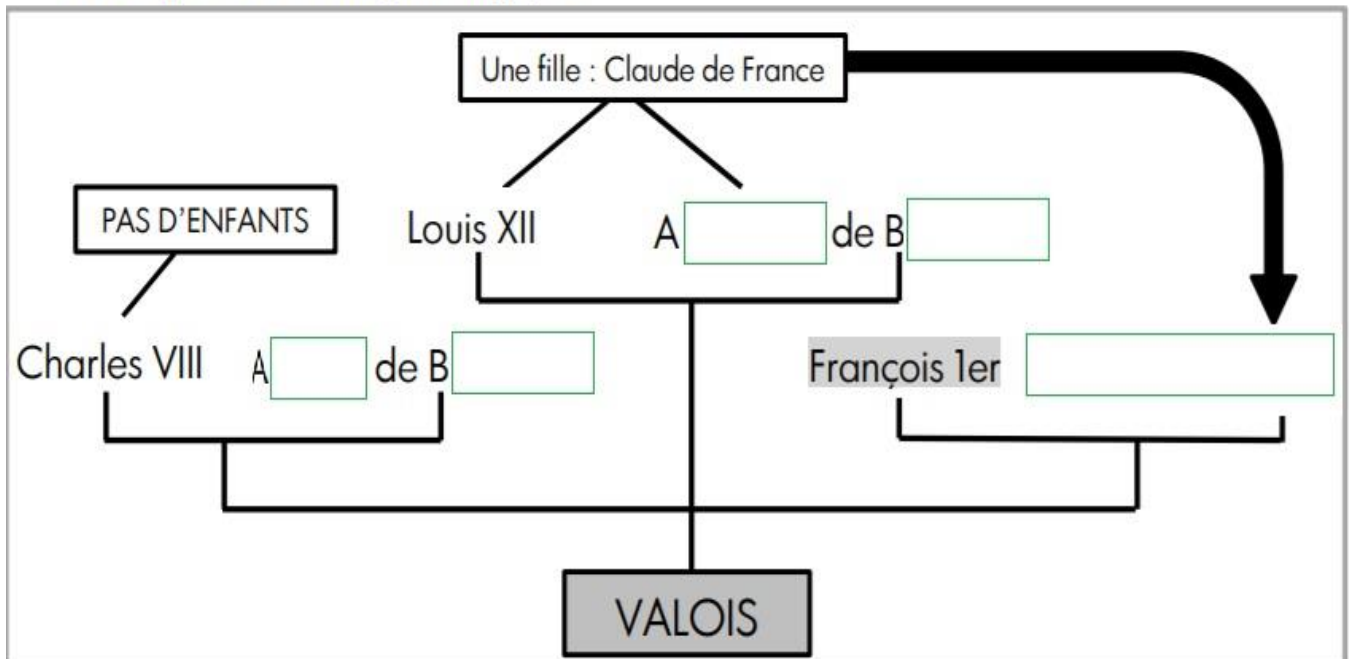 Une fille : Claude de France
PAS D'ENFANTS
Louis XII A de B
Charles VIII A de B
François 1er
VALOIS